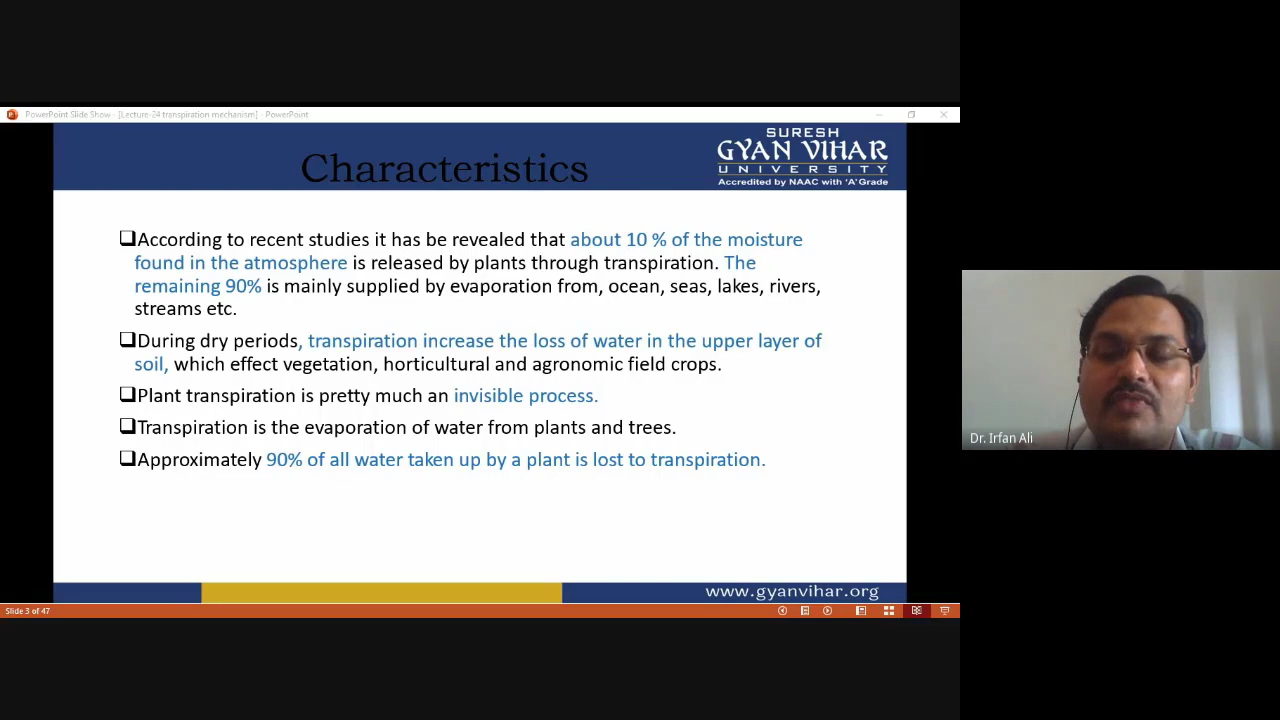 PowerPoint Slide Show - [Lecture-24 transpiration mechanism] - PowerPoint
Characteristics
SURESH
GYAN VIHAR
UNIVERSITY
Accredited by NAAC with 'A' Grade
❑According to recent studies it has be revealed that about 10 % of the moisture
found in the atmosphere is released by plants through transpiration. The
remaining 90% is mainly supplied by evaporation from, ocean, seas, lakes, rivers,
streams etc.
❑During dry periods, transpiration increase the loss of water in the upper layer of
soil, which effect vegetation, horticultural and agronomic field crops.
❑Plant transpiration is pretty much an invisible process.
❑Transpiration is the evaporation of water from plants and trees.
❑Approximately 90% of all water taken up by a plant is lost to transpiration.
Dr. Irfan Ali
www.gyanvihar.org
Slide 3 of 47